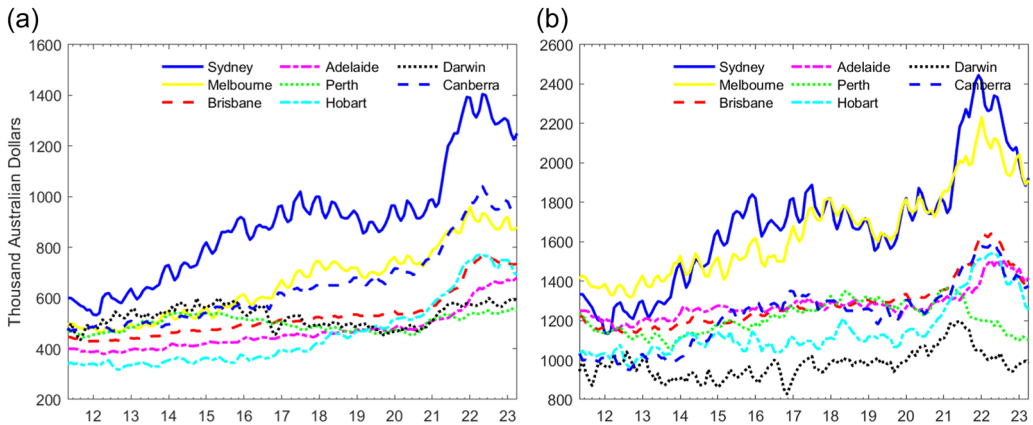 (a)
(b)
Thousand Australian Dollars
1600
1400
1200
1000
800
600
400
200
Sydney Adelaide Darwin
Melbourne Perth Canberra
Brisbane Hobart
12 13 14 15 16 17 18 19 20 21 22 23
2600
2400
2200
2000
1800
1600
1400
1200
1000
800
Sydney Adelaide Darwin
Melbourne Perth Canberra
Brisbane Hobart
12 13 14 15 16 17 18 19 20 21 22 23